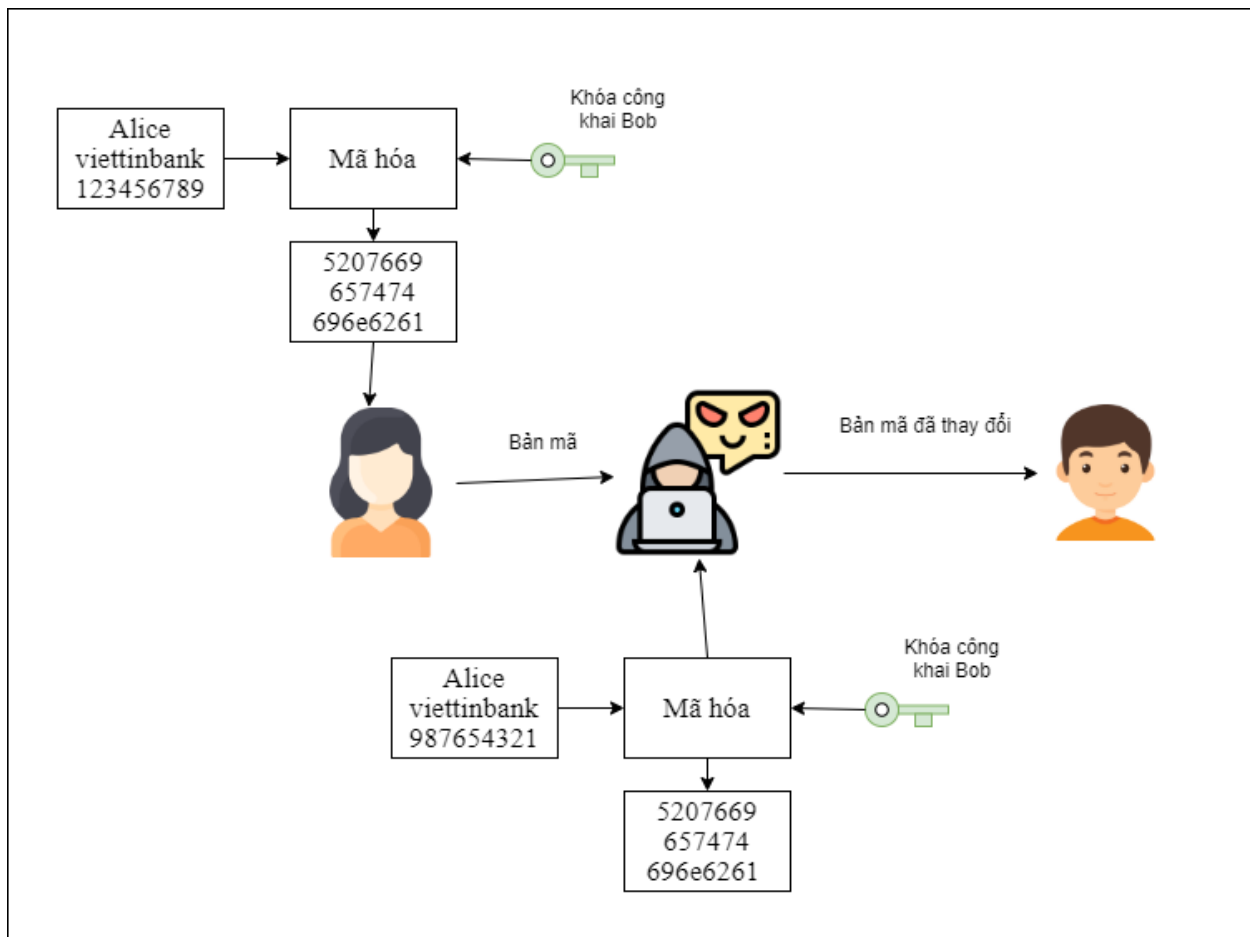 Khóa công
khai Bob
Alice
viettinbank
123456789
Mã hóa
5207669
657474
696e6261
Bản mã
Bản mã đã thay đổi
Khóa công
khai Bob
Alice
viettinbank
987654321
Mã hóa
5207669
657474
696e6261